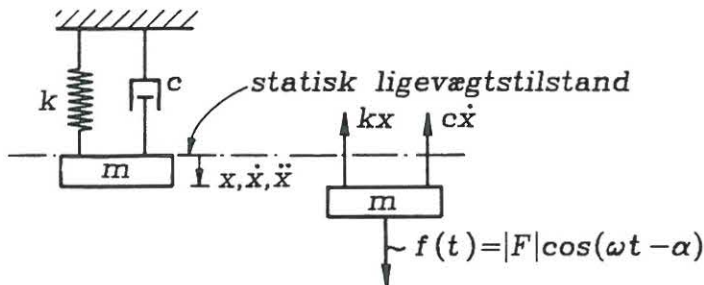 k
c
statisk ligevægtstilstand
kx
cẋ
m
x,ẋ,ẍ
m
f(t)=|F|cos(ωt-α)